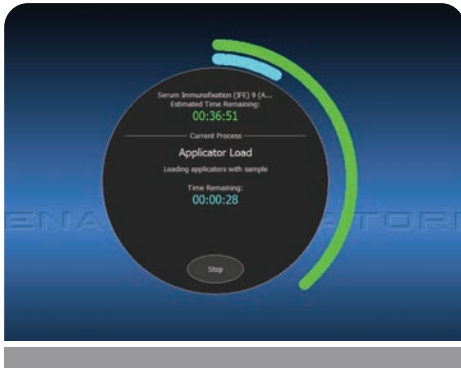 Serum Immunofixation (IFE) 9 (A...
Estimated Time Remaining:
00:36:51
Current Process
Applicator Load
Loading applicators with sample
Time Remaining:
00:00:28
Stop